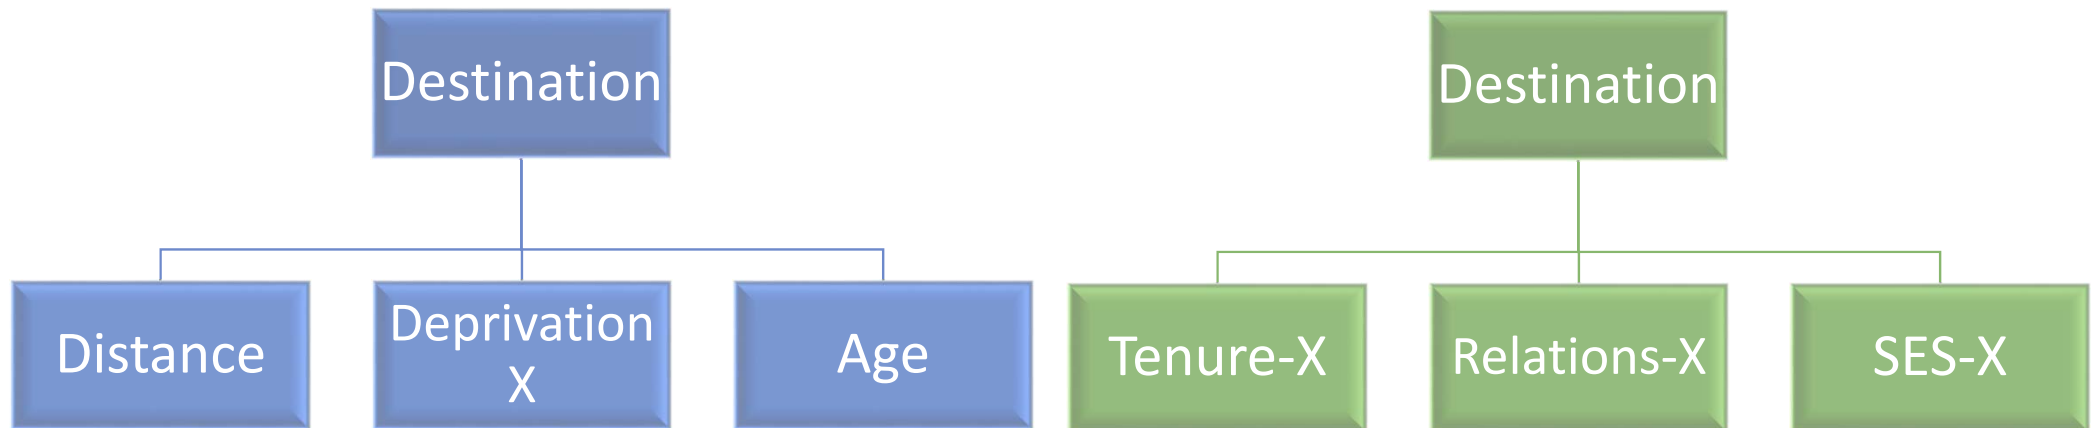 Destination
Distance
Deprivation
X
Age
Destination
Tenure-X
Relations-X
SES-X